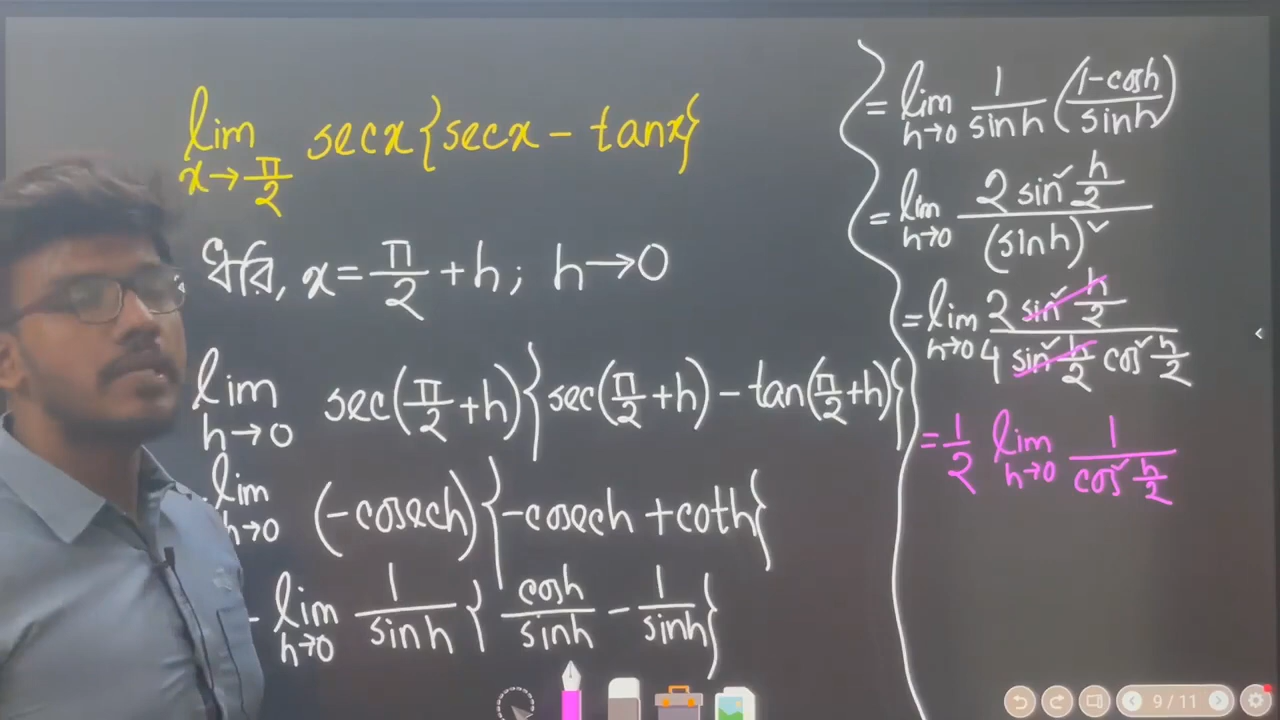 lim x→π/2 secx{secx - tanx}
ধরি, x = π/2 + h ; h→0
lim h→0 sec(π/2 + h){sec(π/2 + h) - tan(π/2 + h)}
lim h→0 (-cosech){-cosech + coth}
- lim h→0 1/sinh {cosh/sinh - 1/sinh}
= lim h→0 1/sinh (1-cosh/sinh)
= lim h→0 2 sin² h/2 / (sinh)²
= lim h→0 2 sin² h/2 / 4 sin² h/2 cos² h/2
= 1/2 lim h→0 1/cos² h/2
9/11